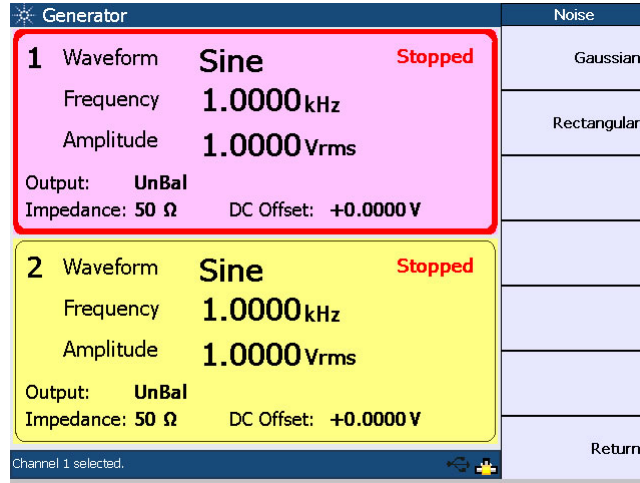 Generator
1 Waveform Sine Stopped
Frequency 1.0000 kHz
Amplitude 1.0000 Vrms
Output: UnBal
Impedance: 50 Ω DC Offset: +0.0000 V
2 Waveform Sine Stopped
Frequency 1.0000 kHz
Amplitude 1.0000 Vrms
Output: UnBal
Impedance: 50 Ω DC Offset: +0.0000 V
Channel 1 selected.
Noise
Gaussian
Rectangular
Return